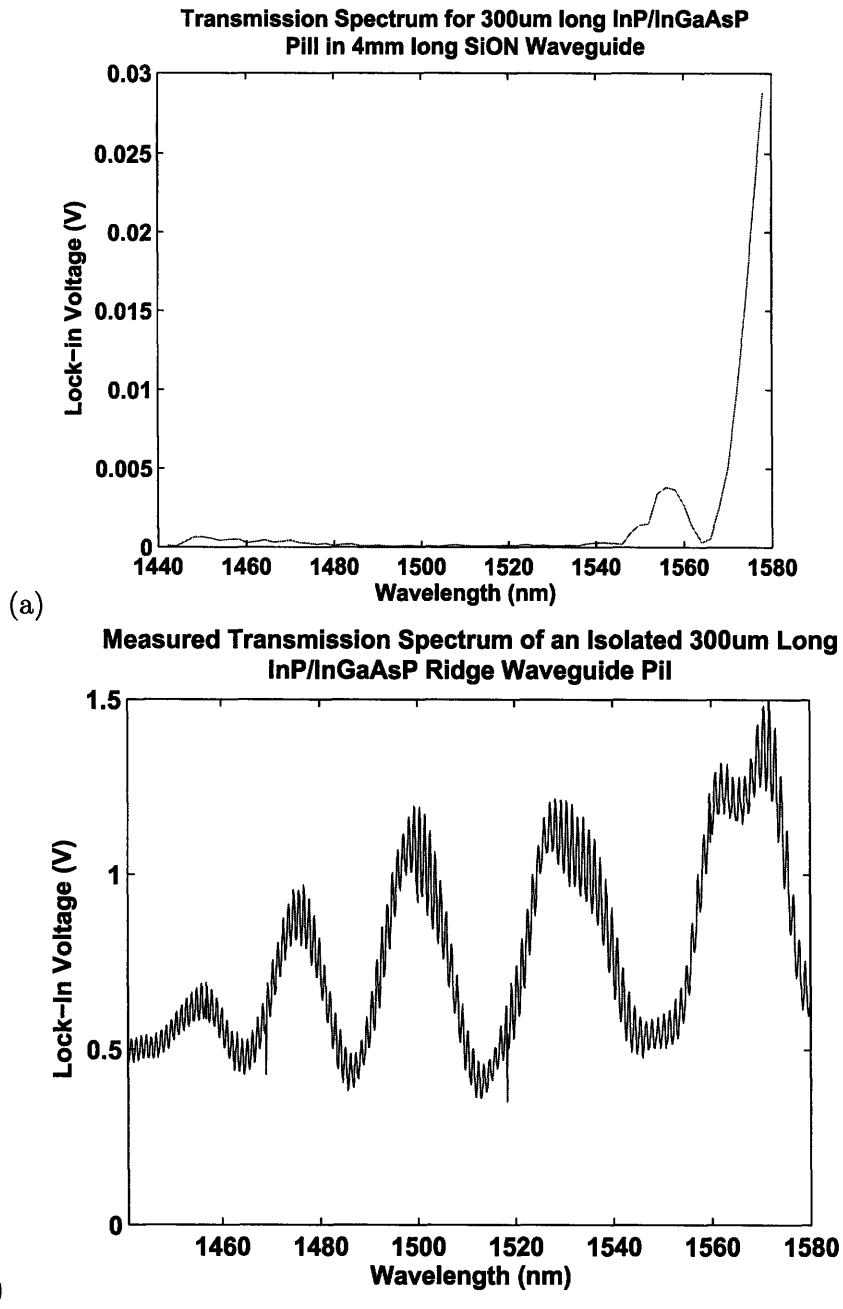 Transmission Spectrum for 300um long InP/InGaAsP
Pill in 4mm long SiON Waveguide
0.03
0.025
0.02
0.015
0.01
0.005
0
Lock-in Voltage (V)
1440 1460 1480 1500 1520 1540 1560 1580
Wavelength (nm)
(a)
Measured Transmission Spectrum of an Isolated 300um Long
InP/InGaAsP Ridge Waveguide Pil
1.5
1
0.5
0
Lock-In Voltage (V)
1460 1480 1500 1520 1540 1560 1580
Wavelength (nm)
)